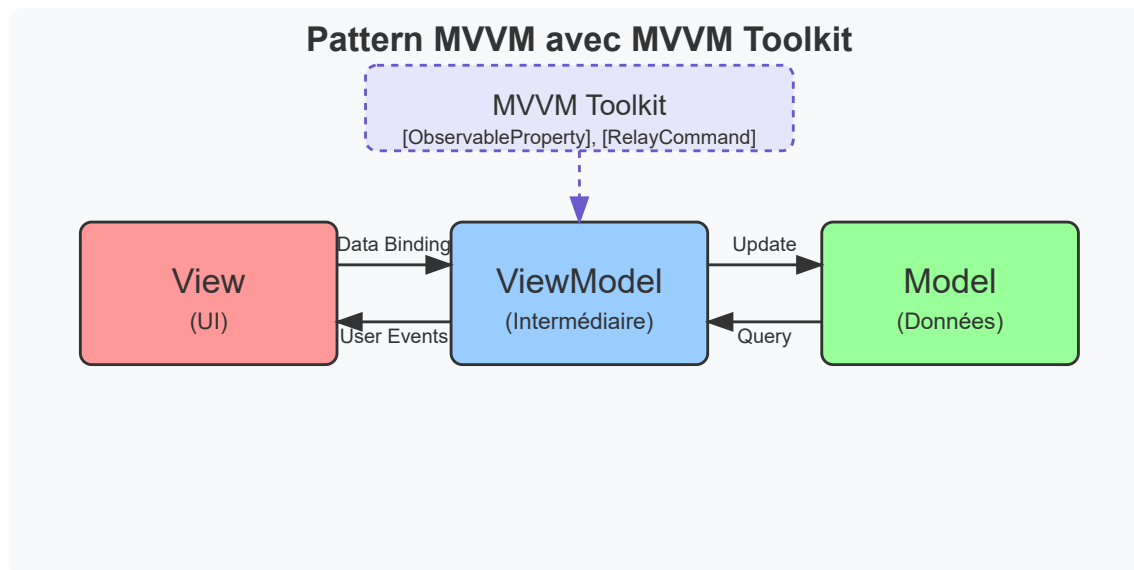 Pattern MVVM avec MVVM Toolkit
MVVM Toolkit
[ObservableProperty], [RelayCommand]
Data Binding
Update
View
ViewModel
Model
(UI)
(Intermédiaire)
(Données)
User Events
Query